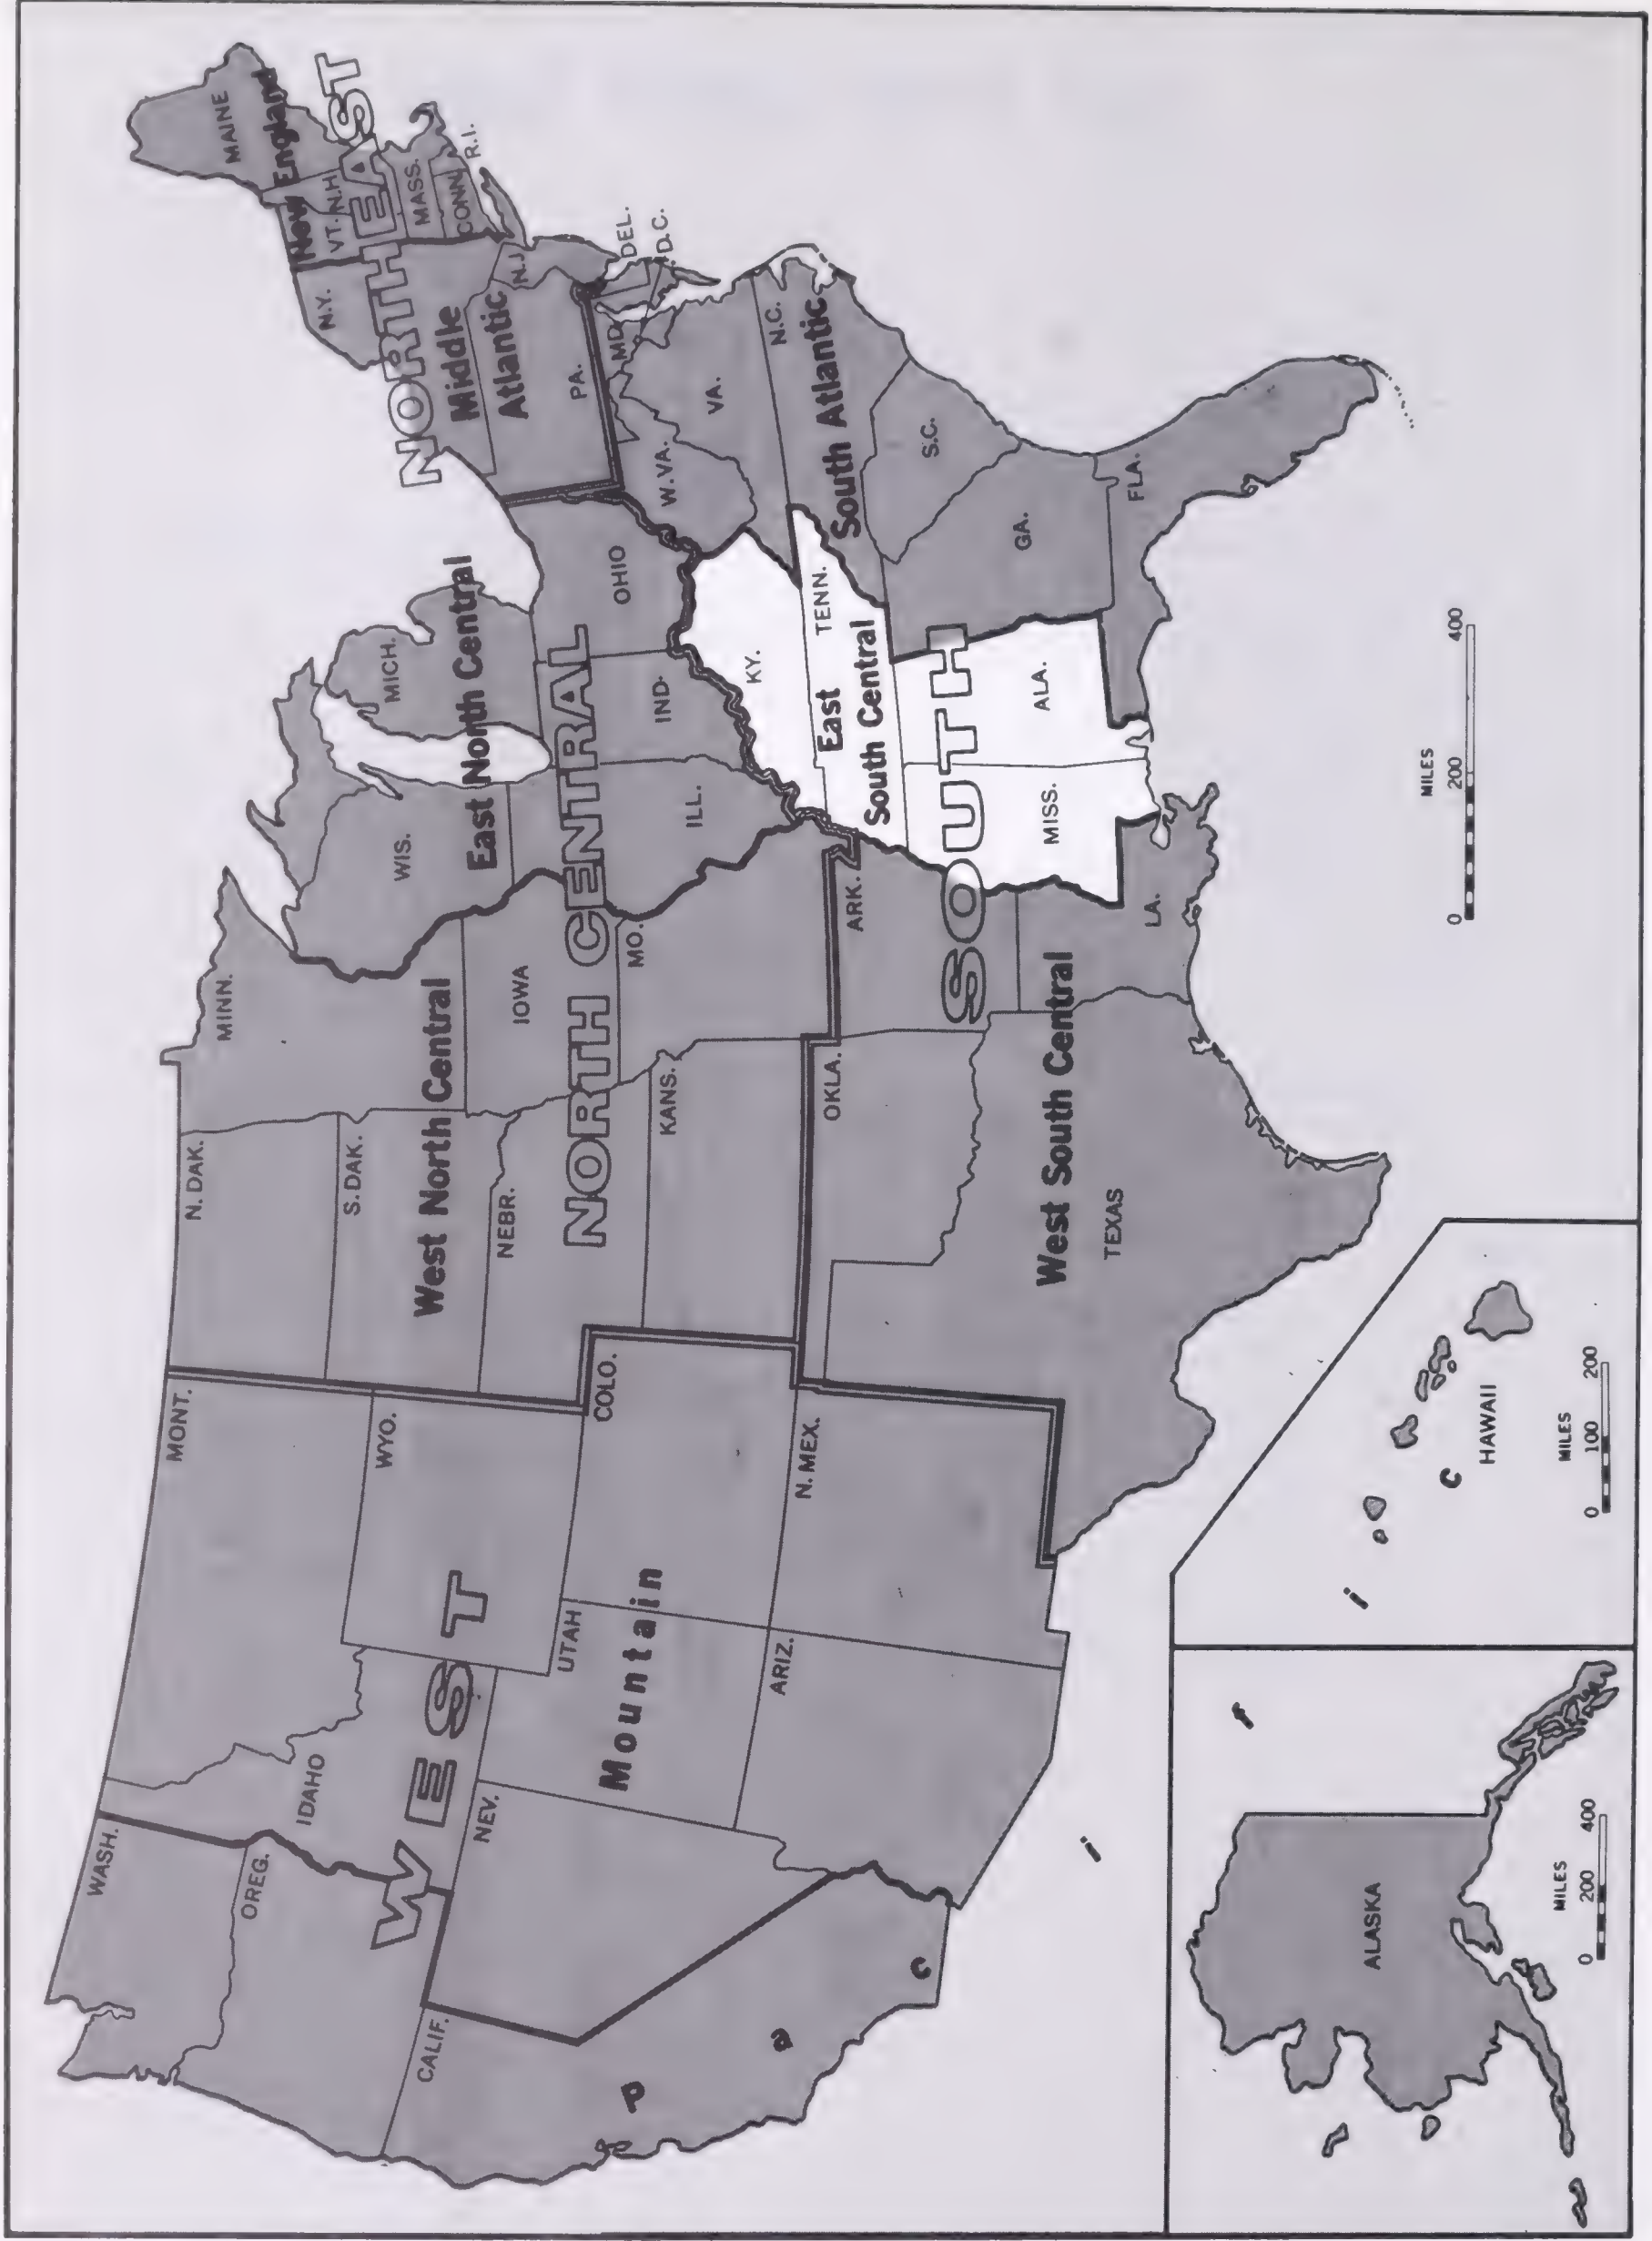 WEST
NORTH CENTRAL
NORTHEAST
SOUTH
Pacific
Mountain
West North Central
East North Central
Middle
Atlantic
New England
West South Central
East
South Central
South Atlantic
WASH.
OREG.
CALIF.
IDAHO
NEV.
MONT.
WYO.
UTAH
COLO.
ARIZ.
N. MEX.
N. DAK.
S. DAK.
NEBR.
KANS.
MINN.
IOWA
MO.
WIS.
ILL.
MICH.
IND.
OHIO
OKLA.
TEXAS
ARK.
LA.
KY.
TENN.
MISS.
ALA.
MAINE
VT.
N.H.
MASS.
CONN.
R.I.
N.Y.
N.J.
PA.
DEL.
D.C.
MD.
W. VA.
VA.
N.C.
S.C.
GA.
FLA.
ALASKA
MILES
0 200 400
HAWAII
MILES
0 100 200
MILES
0 200 400